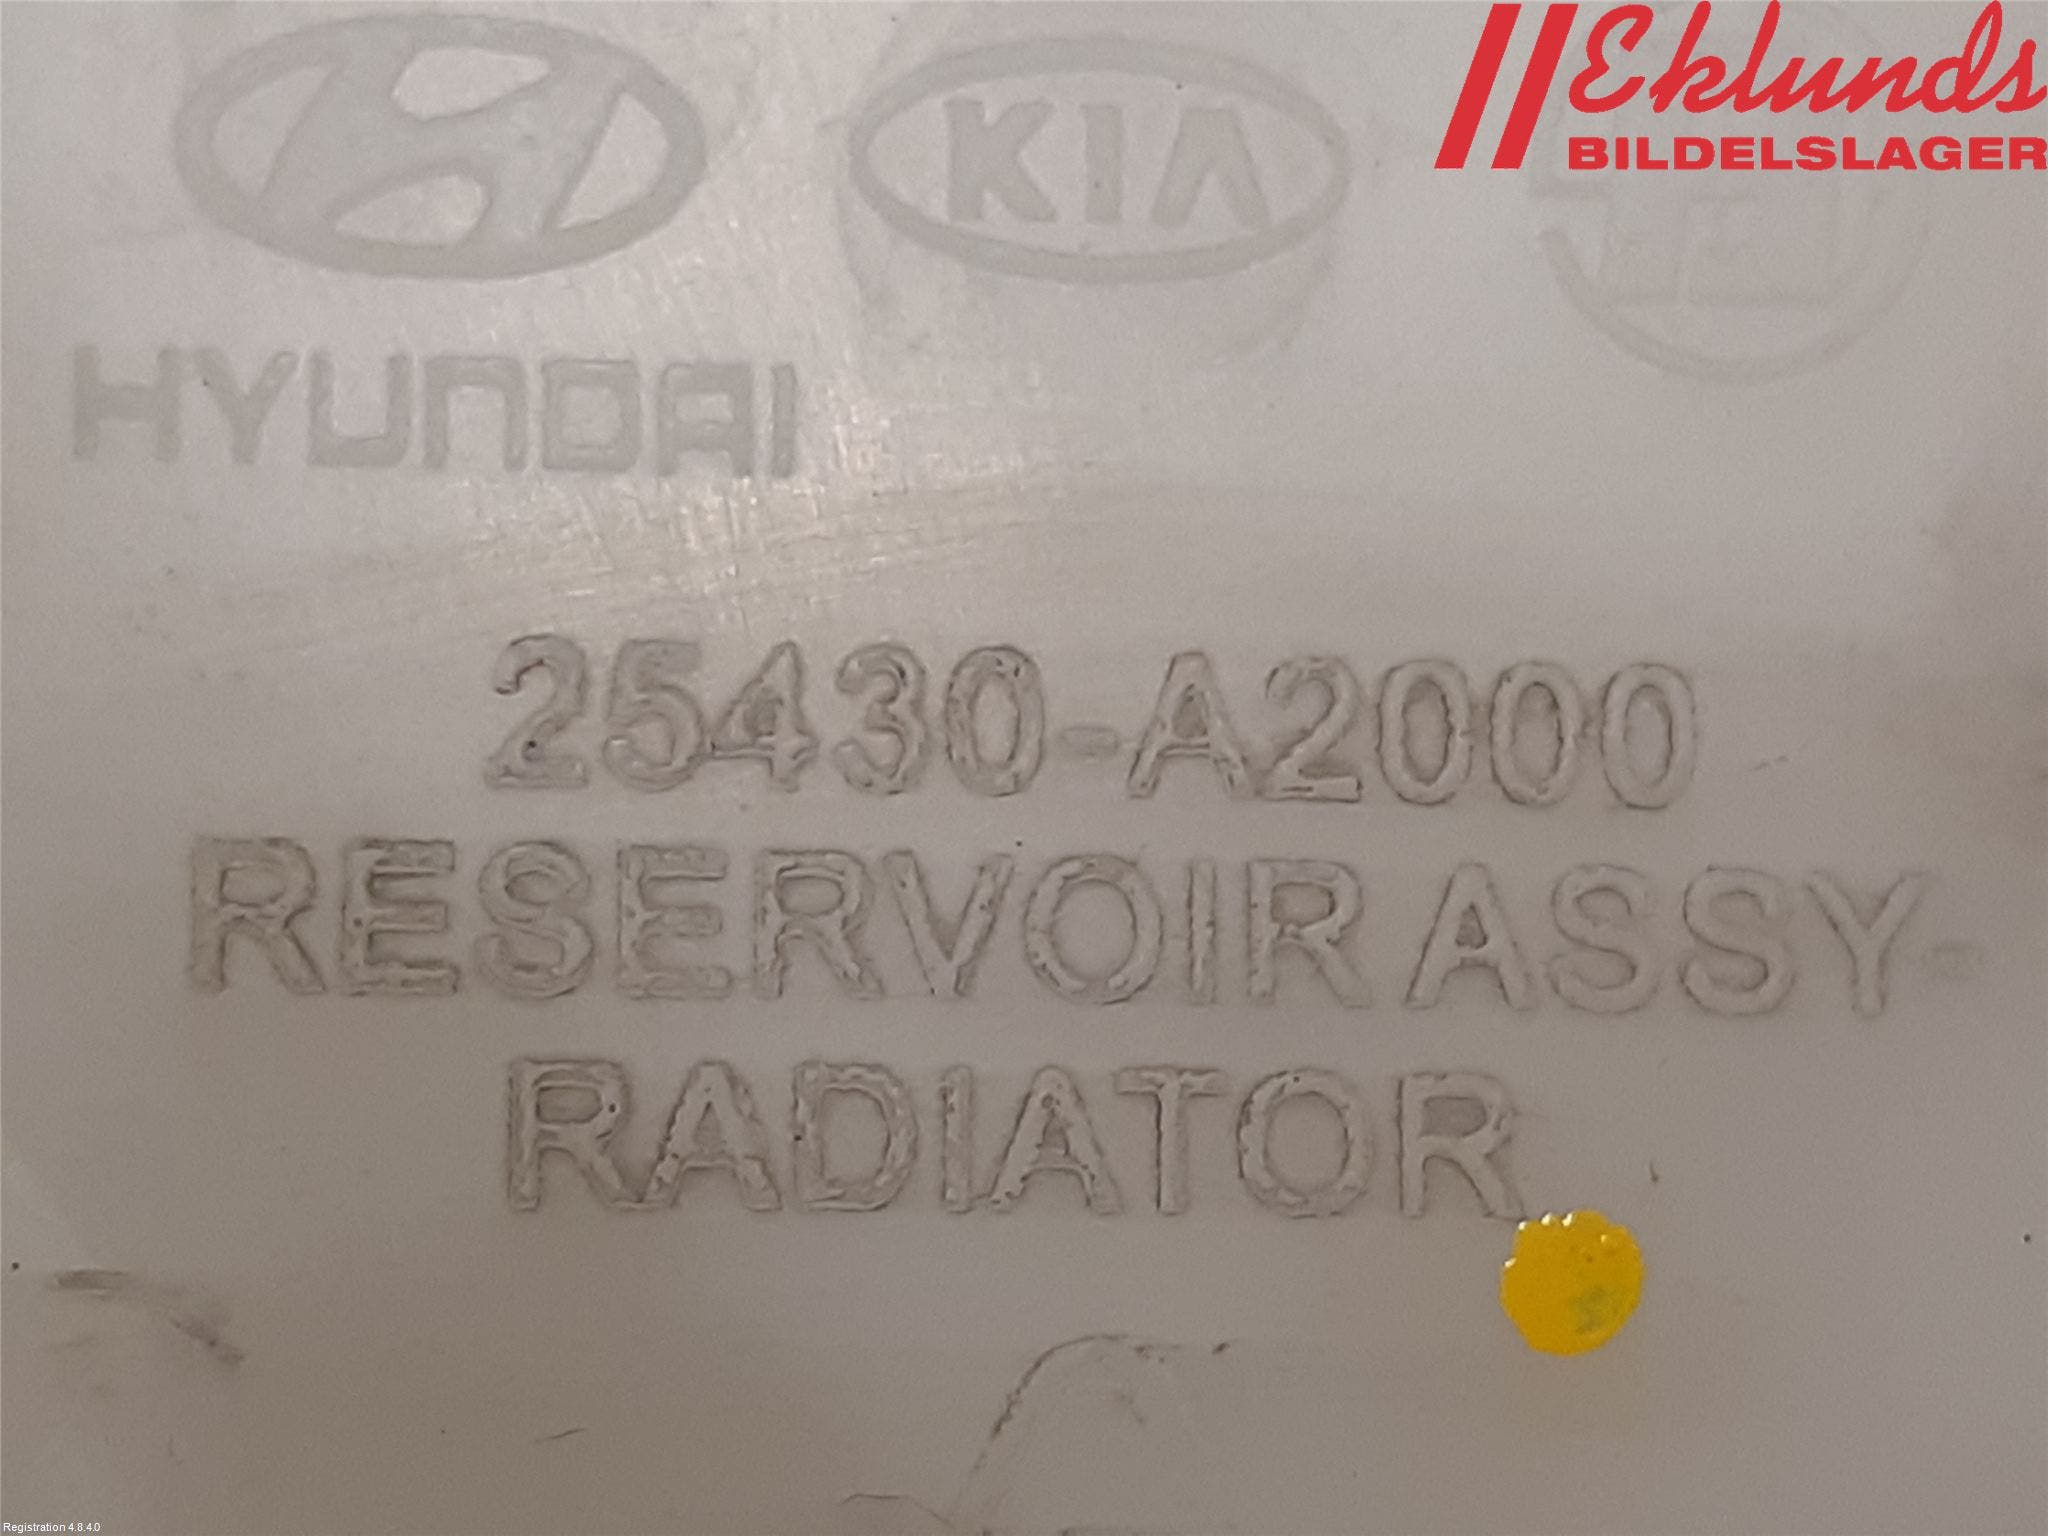 Eklunds
BILDELSLAGER
KIA
HYUNDAI
25430-A2000
RESERVOIR ASSY-
RADIATOR
Registration 4.8.4.0